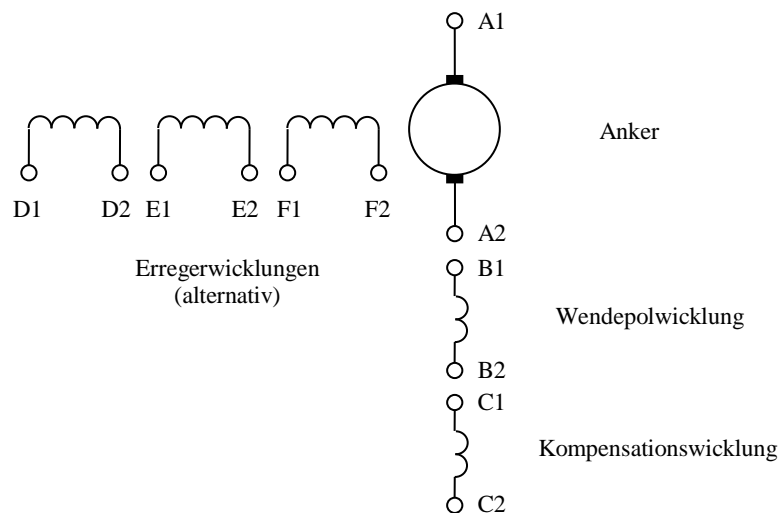 A1
Anker
D1 D2 E1 E2 F1 F2
A2
Erregerwicklungen
(alternativ)
B1
Wendepolwicklung
B2
C1
Kompensationswicklung
C2